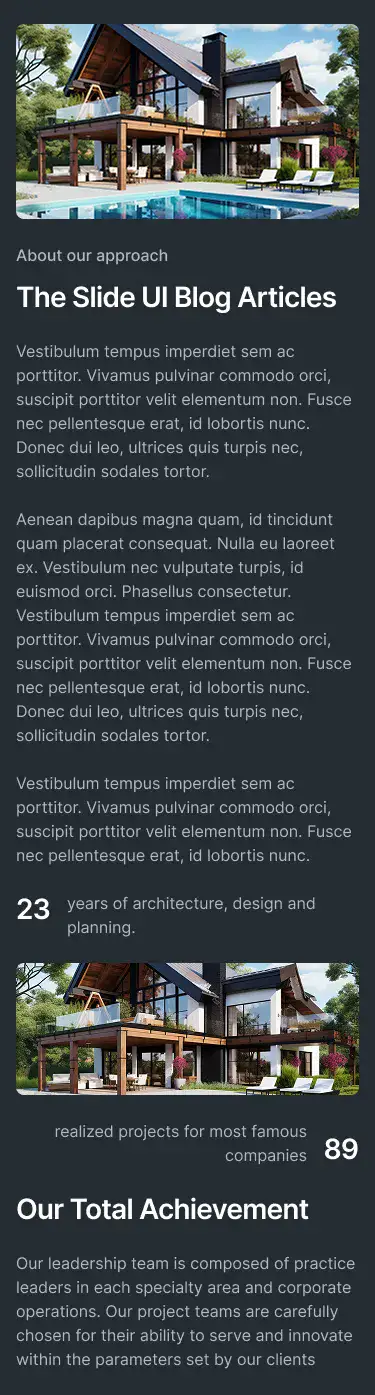 About our approach
The Slide UI Blog Articles
Vestibulum tempus imperdiet sem ac
porttitor. Vivamus pulvinar commodo orci,
suscipit porttitor velit elementum non. Fusce
nec pellentesque erat, id lobortis nunc.
Donec dui leo, ultrices quis turpis nec,
sollicitudin sodales tortor.
Aenean dapibus magna quam, id tincidunt
quam placerat consequat. Nulla eu laoreet
ex. Vestibulum nec vulputate turpis, id
euismod orci. Phasellus consectetur.
Vestibulum tempus imperdiet sem ac
porttitor. Vivamus pulvinar commodo orci,
suscipit porttitor velit elementum non. Fusce
nec pellentesque erat, id lobortis nunc.
Donec dui leo, ultrices quis turpis nec,
sollicitudin sodales tortor.
Vestibulum tempus imperdiet sem ac
porttitor. Vivamus pulvinar commodo orci,
suscipit porttitor velit elementum non. Fusce
nec pellentesque erat, id lobortis nunc.
23 years of architecture, design and
planning.
realized projects for most famous
companies 89
Our Total Achievement
Our leadership team is composed of practice
leaders in each specialty area and corporate
operations. Our project teams are carefully
chosen for their ability to serve and innovate
within the parameters set by our clients